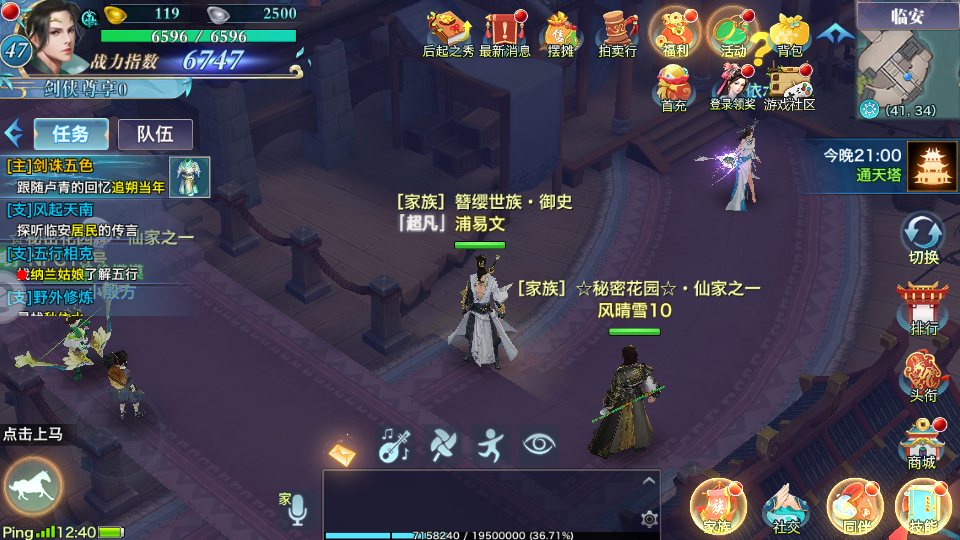 119
2500
临安
47
6596 / 6596
战力指数 6747
剑侠尊享0
后起之秀
最新消息
摆摊
拍卖行
福利
活动
背包
首充
登录领奖
游戏社区
(41, 34)
任务
队伍
今晚21:00
通天塔
[主]剑诛五色
跟随卢青的回忆追朔当年
[支]风起天南
探听临安居民的传言
仙家之一
[支]五行相克
找纳兰姑娘了解五行
[支]野外修炼
[家族] 簪缨世族·御史
「超凡」浦易文
[家族] ☆秘密花园☆·仙家之一
风晴雪10
切换
排行
头衔
商城
点击上马
家
家族
社交
同伴
技能
Ping
12:40
7158240 / 19500000 (36.71%)